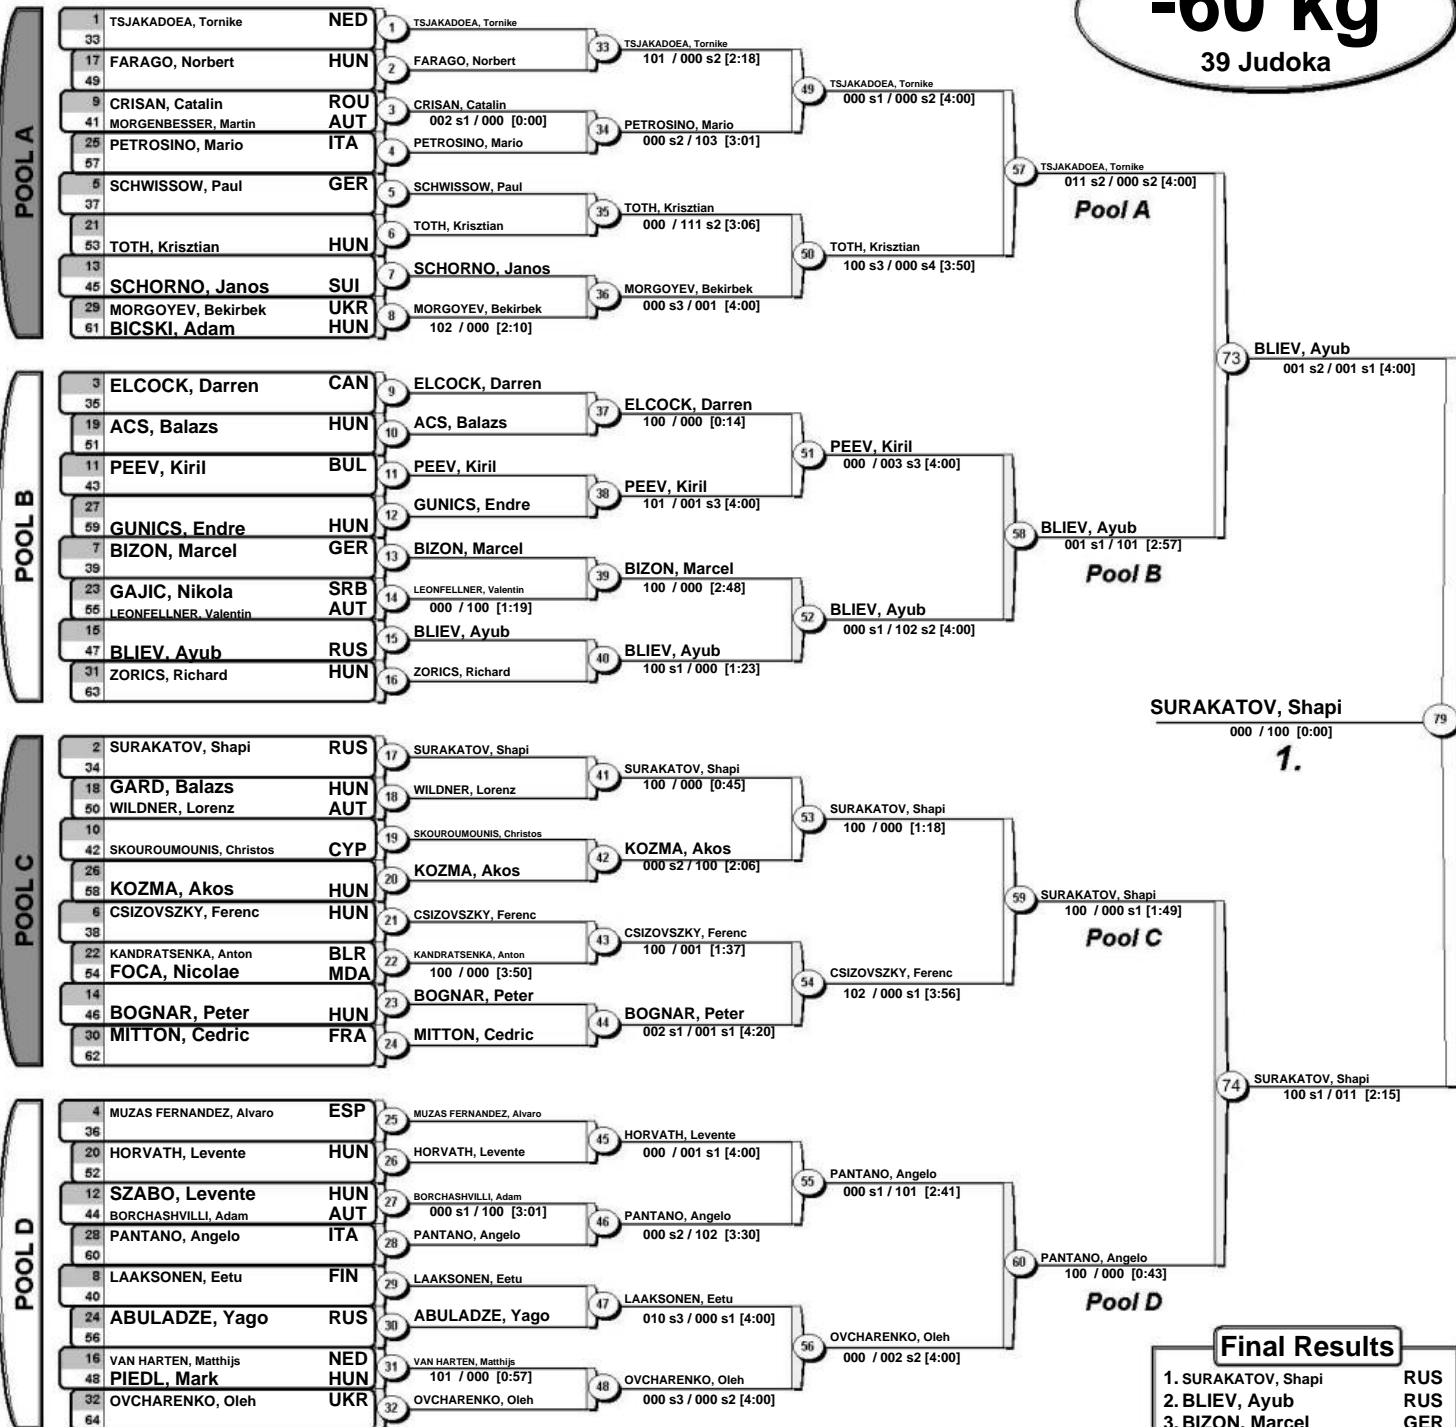 -60 kg
39 Judoka
POOL A
1 TSJAKADOEA, Tornike NED
33
17 FARAGO, Norbert HUN
49
9 CRISAN, Catalin ROU
41 MORGENBESSER, Martin AUT
25 PETROSINO, Mario ITA
57
5 SCHWISSOW, Paul GER
37
21
53 TOTH, Krisztian HUN
13
45 SCHORNO, Janos SUI
29 MORGOYEV, Bekirbek UKR
61 BICSKI, Adam HUN
1 TSJAKADOEA, Tornike
2 FARAGO, Norbert
3 CRISAN, Catalin
002 s1 / 000 [0:00]
4 PETROSINO, Mario
5 SCHWISSOW, Paul
6 TOTH, Krisztian
7 SCHORNO, Janos
8 MORGOYEV, Bekirbek
102 / 000 [2:10]
33 TSJAKADOEA, Tornike
101 / 000 s2 [2:18]
34 PETROSINO, Mario
000 s2 / 103 [3:01]
35 TOTH, Krisztian
000 / 111 s2 [3:06]
36 MORGOYEV, Bekirbek
000 s3 / 001 [4:00]
49 TSJAKADOEA, Tornike
000 s1 / 000 s2 [4:00]
50 TOTH, Krisztian
100 s3 / 000 s4 [3:50]
57 TSJAKADOEA, Tornike
011 s2 / 000 s2 [4:00]
Pool A
POOL B
3 ELCOCK, Darren CAN
35
19 ACS, Balazs HUN
51
11 PEEV, Kiril BUL
43
27
59 GUNICS, Endre HUN
7 BIZON, Marcel GER
39
23 GAJIC, Nikola SRB
55 LEONFELLNER, Valentin AUT
15
47 BLIEV, Ayub RUS
31 ZORICS, Richard HUN
63
9 ELCOCK, Darren
10 ACS, Balazs
11 PEEV, Kiril
12 GUNICS, Endre
13 BIZON, Marcel
14 LEONFELLNER, Valentin
000 / 100 [1:19]
15 BLIEV, Ayub
16 ZORICS, Richard
37 ELCOCK, Darren
100 / 000 [0:14]
38 PEEV, Kiril
101 / 001 s3 [4:00]
39 BIZON, Marcel
100 / 000 [2:48]
40 BLIEV, Ayub
100 s1 / 000 [1:23]
51 PEEV, Kiril
000 / 003 s3 [4:00]
52 BLIEV, Ayub
000 s1 / 102 s2 [4:00]
58 BLIEV, Ayub
001 s1 / 101 [2:57]
Pool B
73 BLIEV, Ayub
001 s2 / 001 s1 [4:00]
SURAKATOV, Shapi 79
000 / 100 [0:00]
1.
POOL C
2 SURAKATOV, Shapi RUS
34
18 GARD, Balazs HUN
50 WILDNER, Lorenz AUT
10
42 SKOUROUMOUNIS, Christos CYP
26
58 KOZMA, Akos HUN
6 CSIZOVSZKY, Ferenc HUN
38
22 KANDRATSENKA, Anton BLR
54 FOCA, Nicolae MDA
14
46 BOGNAR, Peter HUN
30 MITTON, Cedric FRA
62
17 SURAKATOV, Shapi
18 WILDNER, Lorenz
19 SKOUROUMOUNIS, Christos
20 KOZMA, Akos
21 CSIZOVSZKY, Ferenc
22 KANDRATSENKA, Anton
100 / 000 [3:50]
23 BOGNAR, Peter
24 MITTON, Cedric
41 SURAKATOV, Shapi
100 / 000 [0:45]
42 KOZMA, Akos
000 s2 / 100 [2:06]
43 CSIZOVSZKY, Ferenc
100 / 001 [1:37]
44 BOGNAR, Peter
002 s1 / 001 s1 [4:20]
53 SURAKATOV, Shapi
100 / 000 [1:18]
54 CSIZOVSZKY, Ferenc
102 / 000 s1 [3:56]
59 SURAKATOV, Shapi
100 / 000 s1 [1:49]
Pool C
74 SURAKATOV, Shapi
100 s1 / 011 [2:15]
POOL D
4 MUZAS FERNANDEZ, Alvaro ESP
36
20 HORVATH, Levente HUN
52
12 SZABO, Levente HUN
44 BORCHASHVILLI, Adam AUT
28 PANTANO, Angelo ITA
60
8 LAAKSONEN, Eetu FIN
40
24 ABULADZE, Yago RUS
56
16 VAN HARTEN, Matthijs NED
48 PIEDL, Mark HUN
32 OVCHARENKO, Oleh UKR
64
25 MUZAS FERNANDEZ, Alvaro
26 HORVATH, Levente
27 BORCHASHVILLI, Adam
000 s1 / 100 [3:01]
28 PANTANO, Angelo
29 LAAKSONEN, Eetu
30 ABULADZE, Yago
31 VAN HARTEN, Matthijs
101 / 000 [0:57]
32 OVCHARENKO, Oleh
45 HORVATH, Levente
000 / 001 s1 [4:00]
46 PANTANO, Angelo
000 s2 / 102 [3:30]
47 LAAKSONEN, Eetu
010 s3 / 000 s1 [4:00]
48 OVCHARENKO, Oleh
000 s3 / 000 s2 [4:00]
55 PANTANO, Angelo
000 s1 / 101 [2:41]
56 OVCHARENKO, Oleh
000 / 002 s2 [4:00]
60 PANTANO, Angelo
100 / 000 [0:43]
Pool D
Final Results
1. SURAKATOV, Shapi RUS
2. BLIEV, Ayub RUS
3. BIZON, Marcel GER